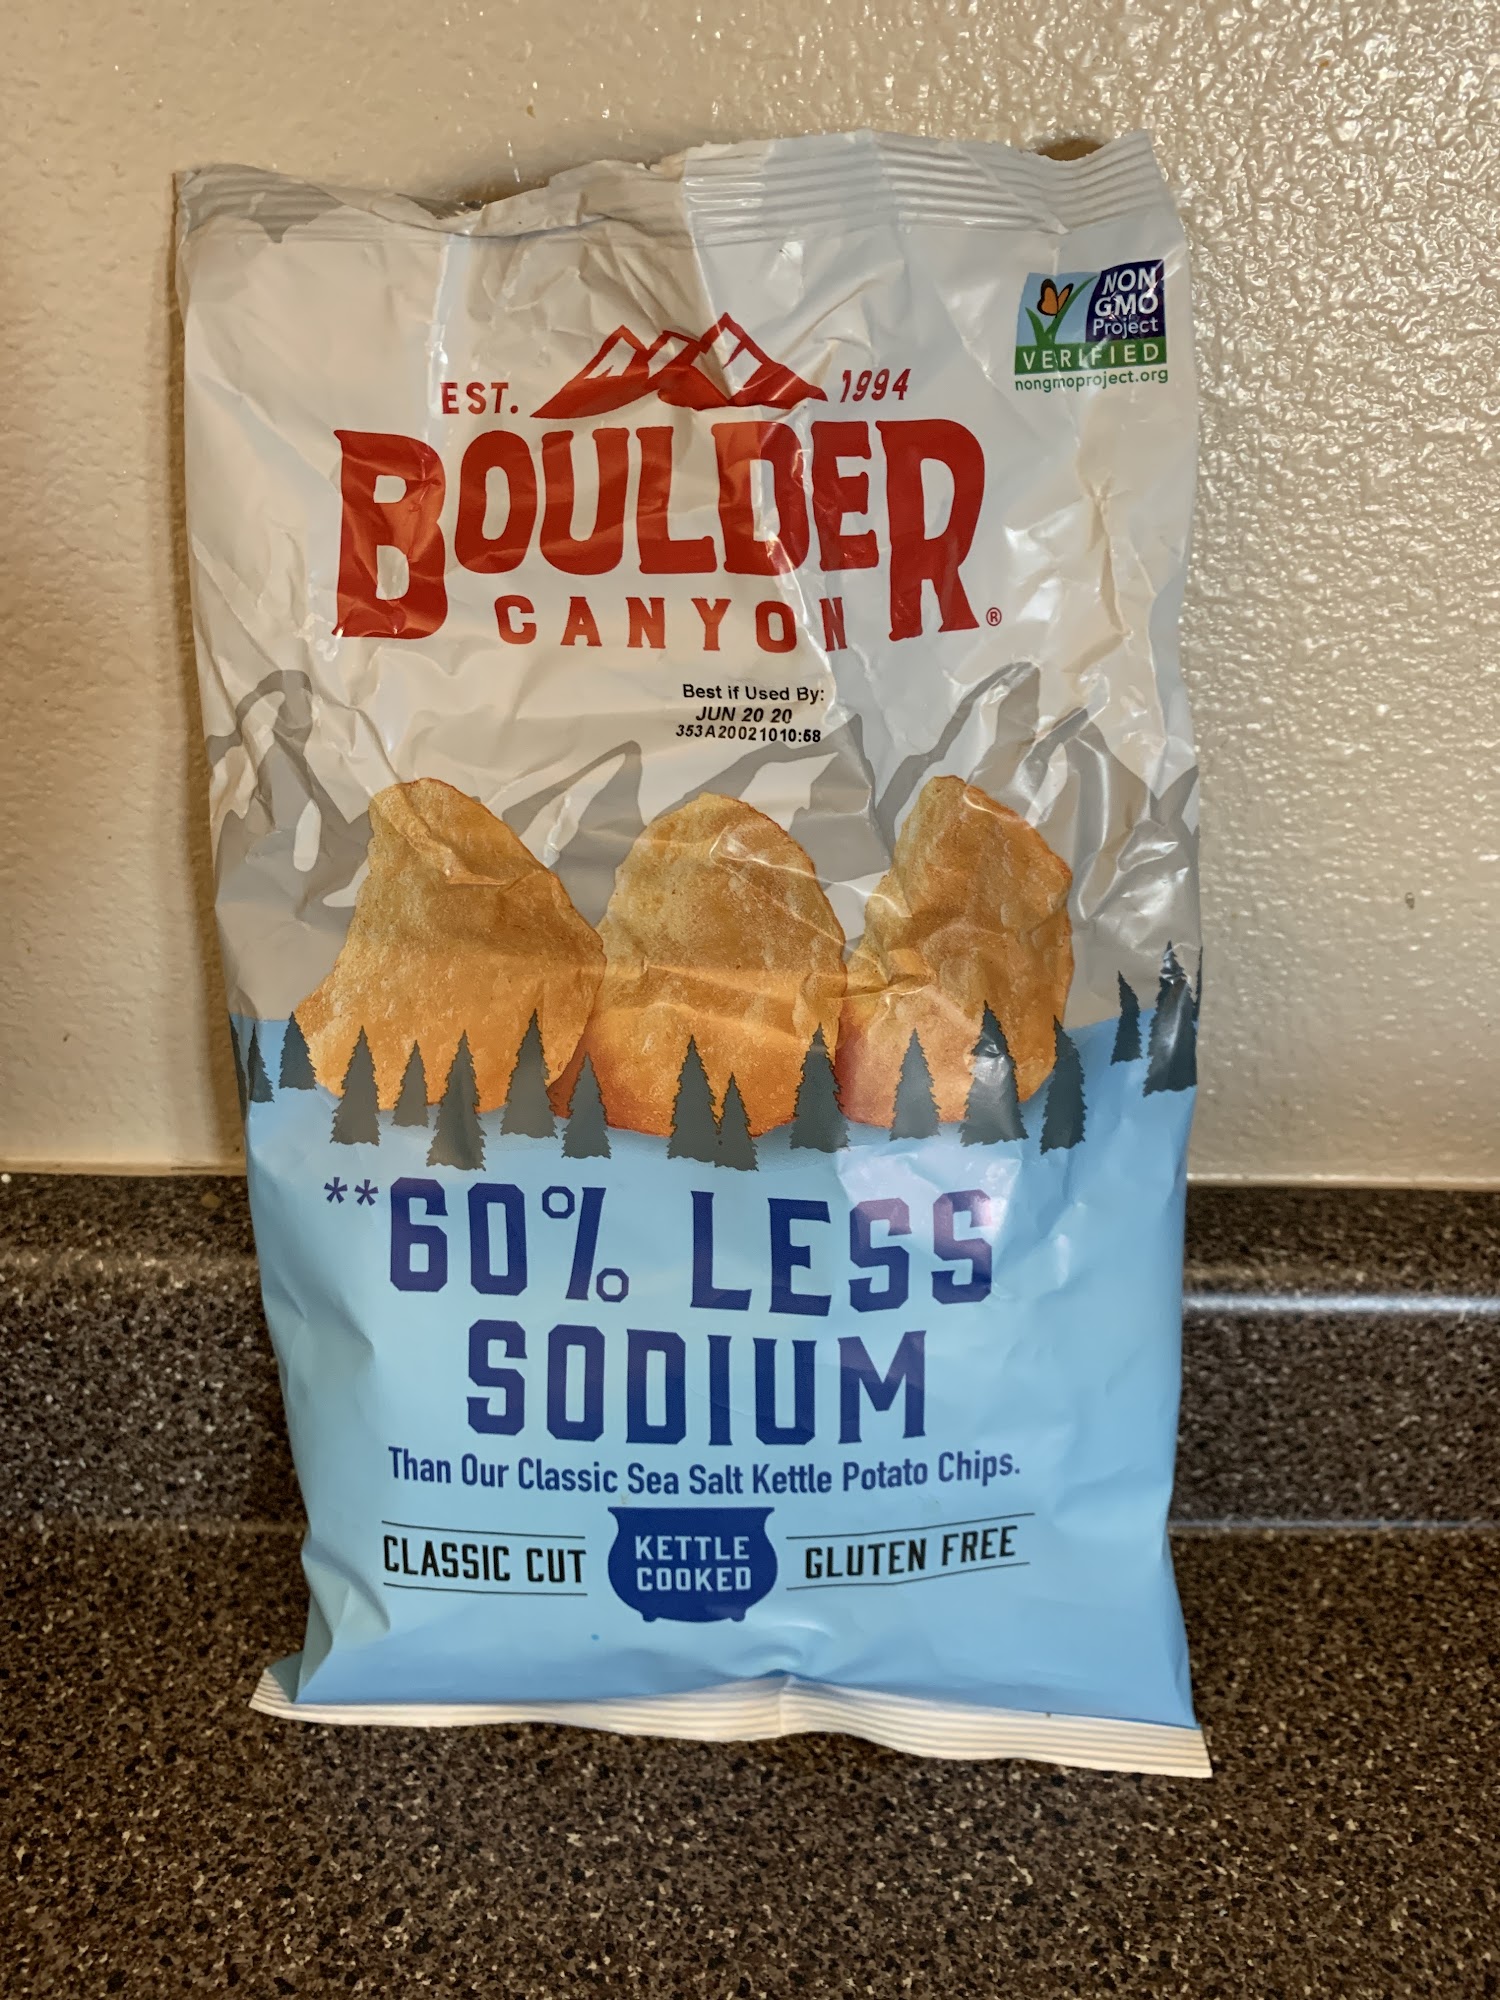 NON
GMO
Project
VERIFIED
nongmoproject.org
EST. 1994
BOULDER
CANYON ®
Best if Used By:
JUN 20 20
353A20021010:58
**60% LESS
SODIUM
Than Our Classic Sea Salt Kettle Potato Chips.
CLASSIC CUT
KETTLE
COOKED
GLUTEN FREE